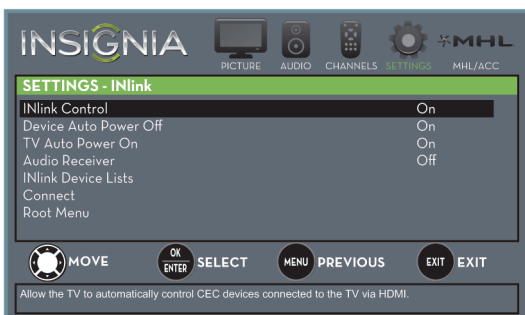 INSIGNIA
PICTURE AUDIO CHANNELS SETTINGS MHL/ACC
MHL
SETTINGS - INlink
INlink Control On
Device Auto Power Off On
TV Auto Power On On
Audio Receiver Off
INlink Device Lists
Connect
Root Menu
MOVE OK ENTER SELECT MENU PREVIOUS EXIT EXIT
Allow the TV to automatically control CEC devices connected to the TV via HDMI.